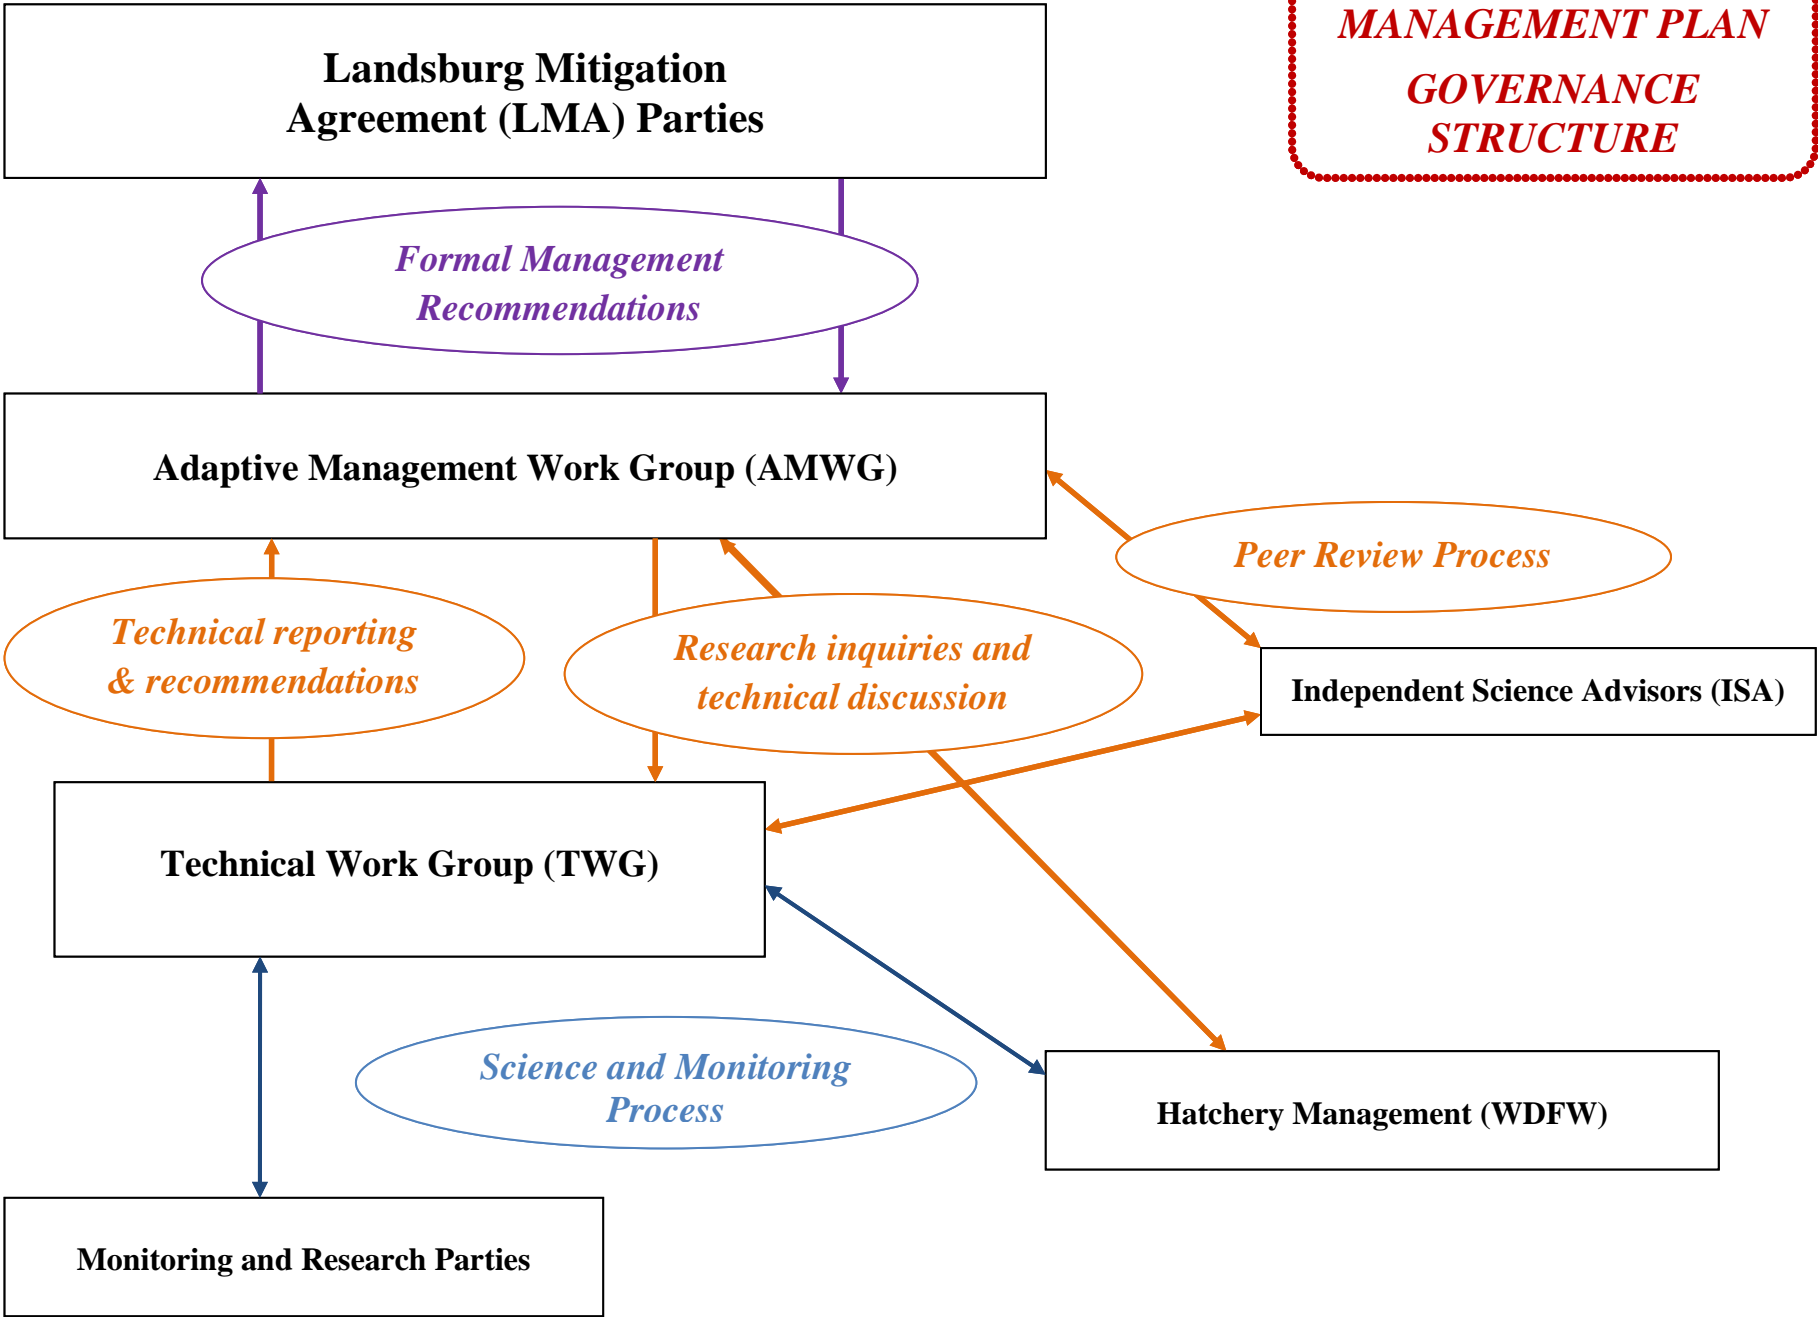 MANAGEMENT PLAN
GOVERNANCE
STRUCTURE
Landsburg Mitigation
Agreement (LMA) Parties
Formal Management
Recommendations
Adaptive Management Work Group (AMWG)
Peer Review Process
Technical reporting
& recommendations
Research inquiries and
technical discussion
Independent Science Advisors (ISA)
Technical Work Group (TWG)
Science and Monitoring
Process
Hatchery Management (WDFW)
Monitoring and Research Parties